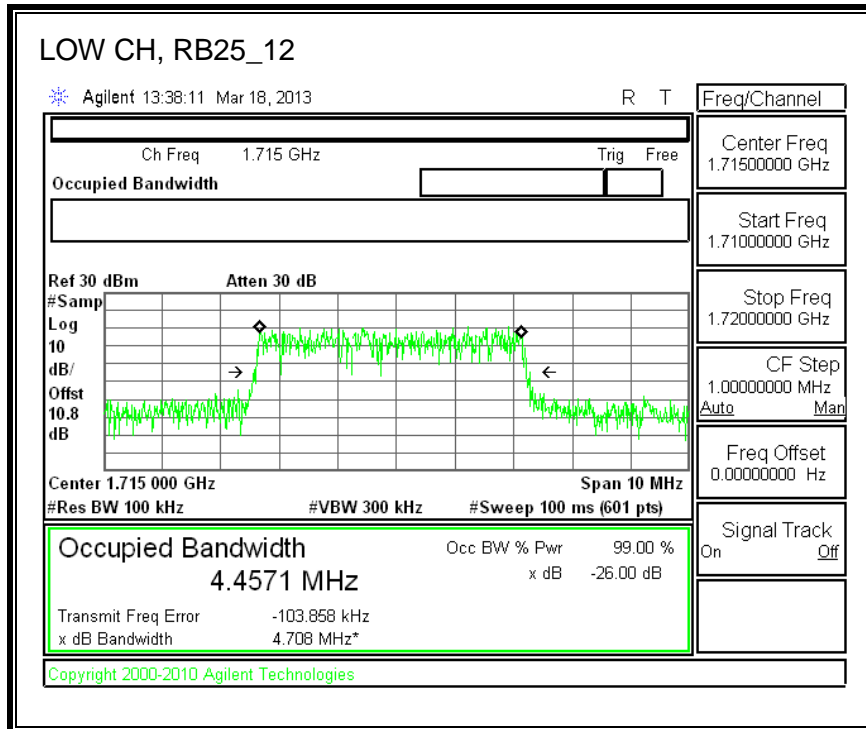 LOW CH, RB25_12
Agilent 13:38:11 Mar 18, 2013 R T
Freq/Channel
Ch Freq 1.715 GHz Trig Free
Occupied Bandwidth
Center Freq
1.71500000 GHz
Start Freq
1.71000000 GHz
Stop Freq
1.72000000 GHz
CF Step
1.00000000 MHz
Auto Man
Freq Offset
0.00000000 Hz
Signal Track
On Off
Ref 30 dBm Atten 30 dB
#Samp
Log
10
dB/
Offst
10.8
dB
Center 1.715 000 GHz Span 10 MHz
#Res BW 100 kHz #VBW 300 kHz #Sweep 100 ms (601 pts)
Occupied Bandwidth Occ BW % Pwr 99.00 %
4.4571 MHz x dB -26.00 dB
Transmit Freq Error -103.858 kHz
x dB Bandwidth 4.708 MHz*
Copyright 2000-2010 Agilent Technologies